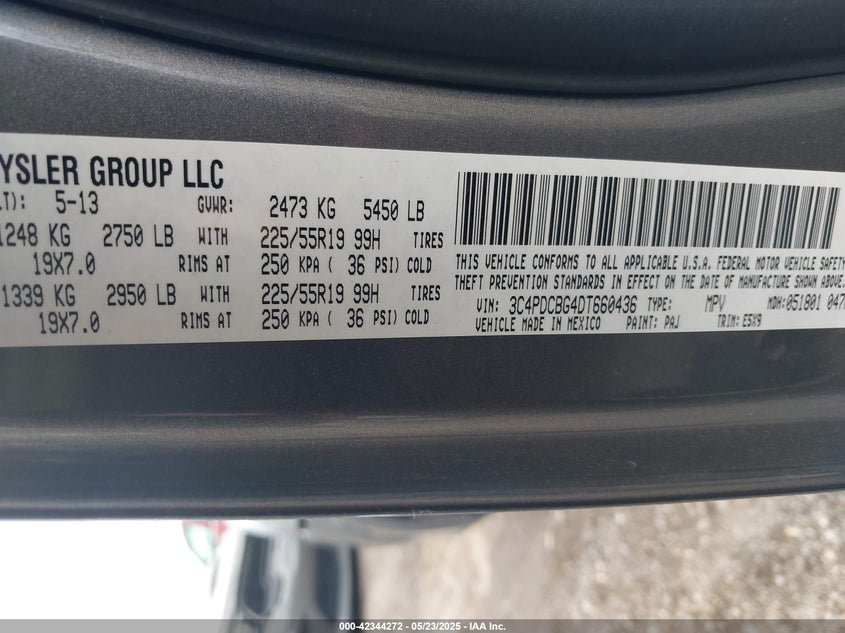 YSLER GROUP LLC
LT): 5-13 GVWR: 2473 KG 5450 LB
1248 KG 2750 LB WITH 225/55R19 99H TIRES
19X7.0 RIMS AT 250 KPA ( 36 PSI) COLD
1339 KG 2950 LB WITH 225/55R19 99H TIRES
19X7.0 RIMS AT 250 KPA ( 36 PSI) COLD
THIS VEHICLE CONFORMS TO ALL APPLICABLE U.S.A. FEDERAL MOTOR VEHICLE SAFETY
THEFT PREVENTION STANDARDS IN EFFECT ON THE DATE OF MANUFACTURE SHOWN ABOVE.
VIN: 3C4PDCBG4DT660436 TYPE: MPV MDH:051801 047
VEHICLE MADE IN MEXICO PAINT: PAJ TRIM: E5X9
000-42344272 - 05/23/2025 - IAA Inc.